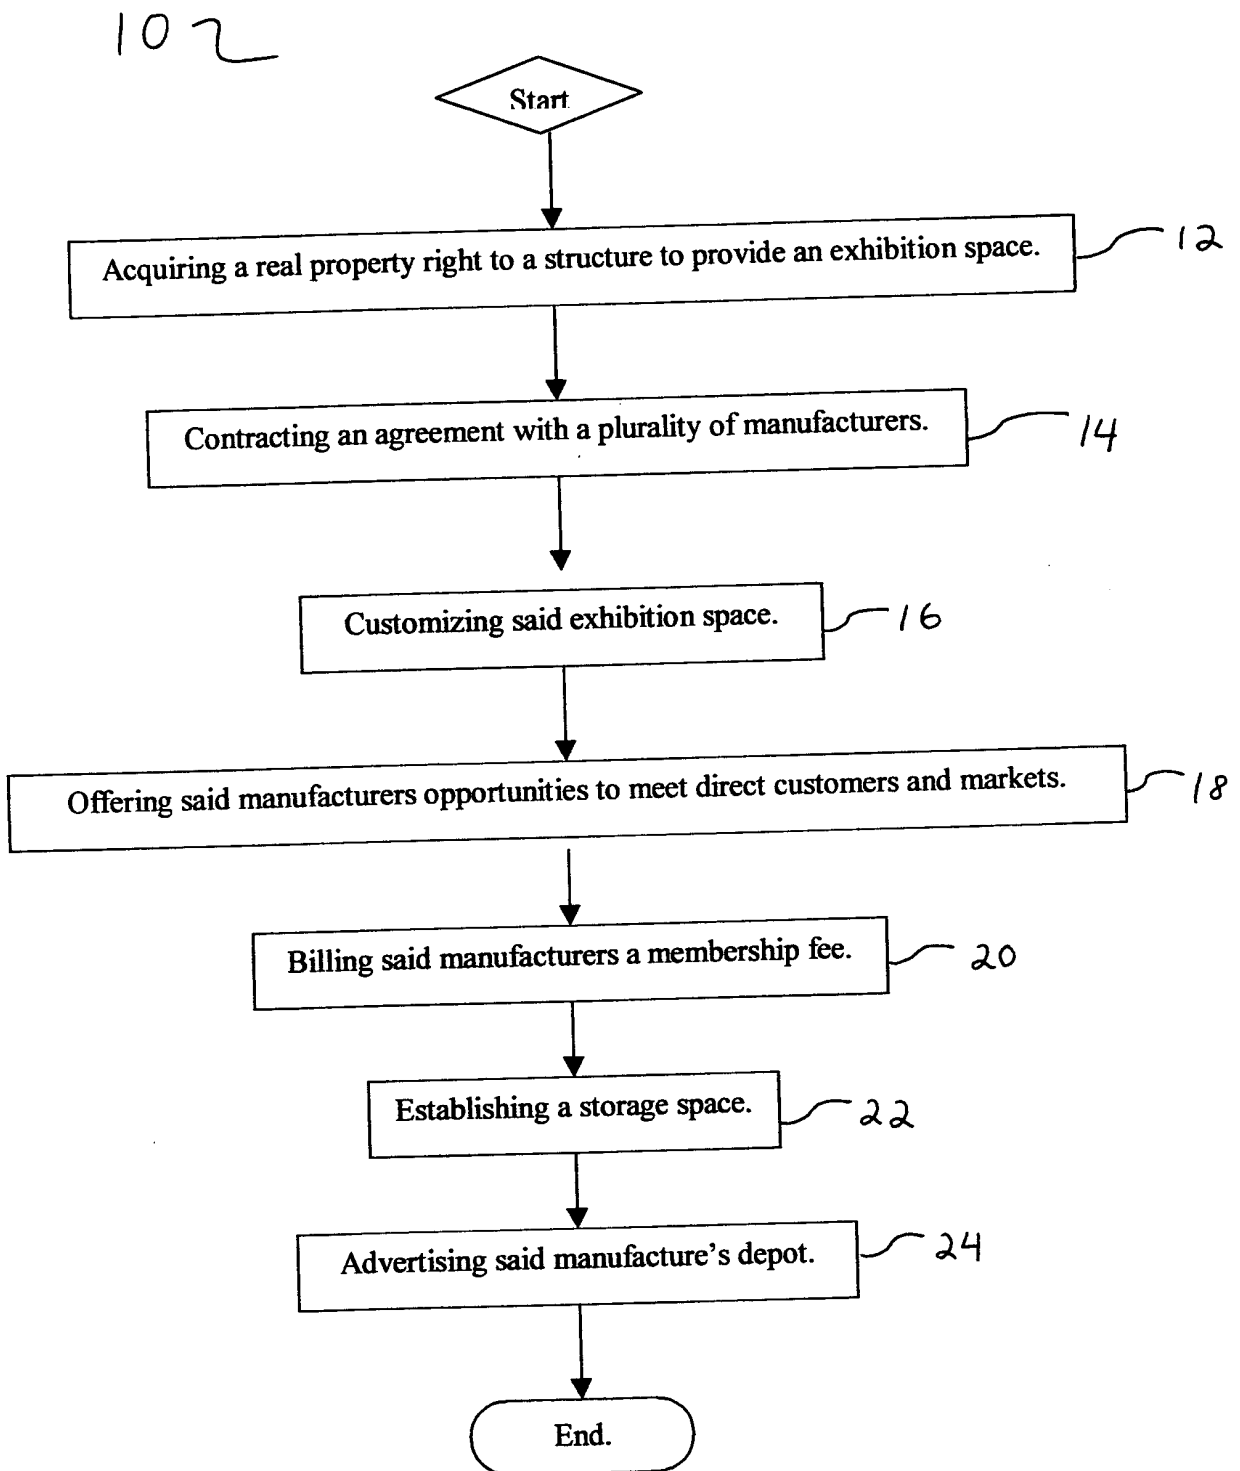 10
Start
Acquiring a real property right to a structure to provide an exhibition space.
12
Contracting an agreement with a plurality of manufacturers.
14
Customizing said exhibition space.
16
Offering said manufacturers opportunities to meet direct customers and markets.
18
Billing said manufacturers a membership fee.
20
Establishing a storage space.
22
Advertising said manufacture's depot.
24
End.